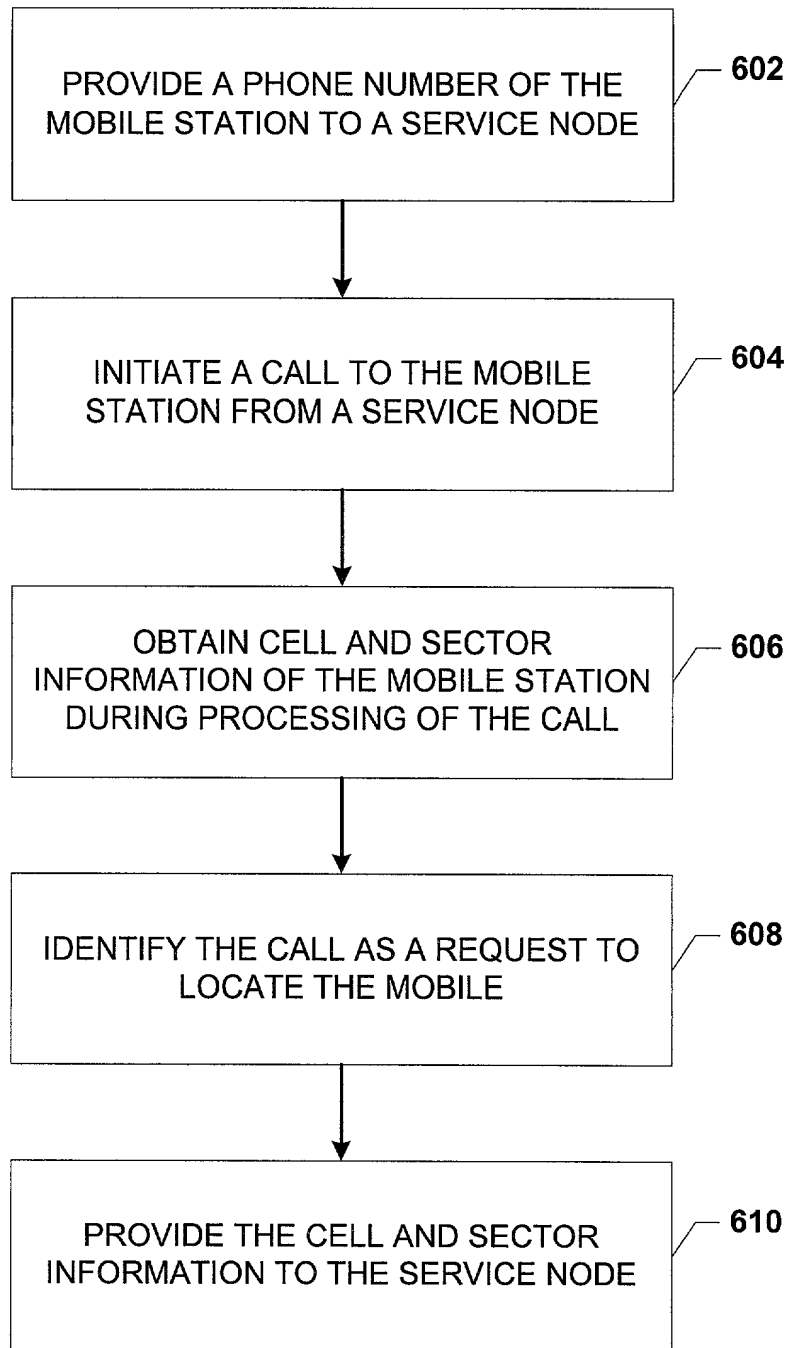 PROVIDE A PHONE NUMBER OF THE
MOBILE STATION TO A SERVICE NODE
602
INITIATE A CALL TO THE MOBILE
STATION FROM A SERVICE NODE
604
OBTAIN CELL AND SECTOR
INFORMATION OF THE MOBILE STATION
DURING PROCESSING OF THE CALL
606
IDENTIFY THE CALL AS A REQUEST TO
LOCATE THE MOBILE
608
PROVIDE THE CELL AND SECTOR
INFORMATION TO THE SERVICE NODE
610